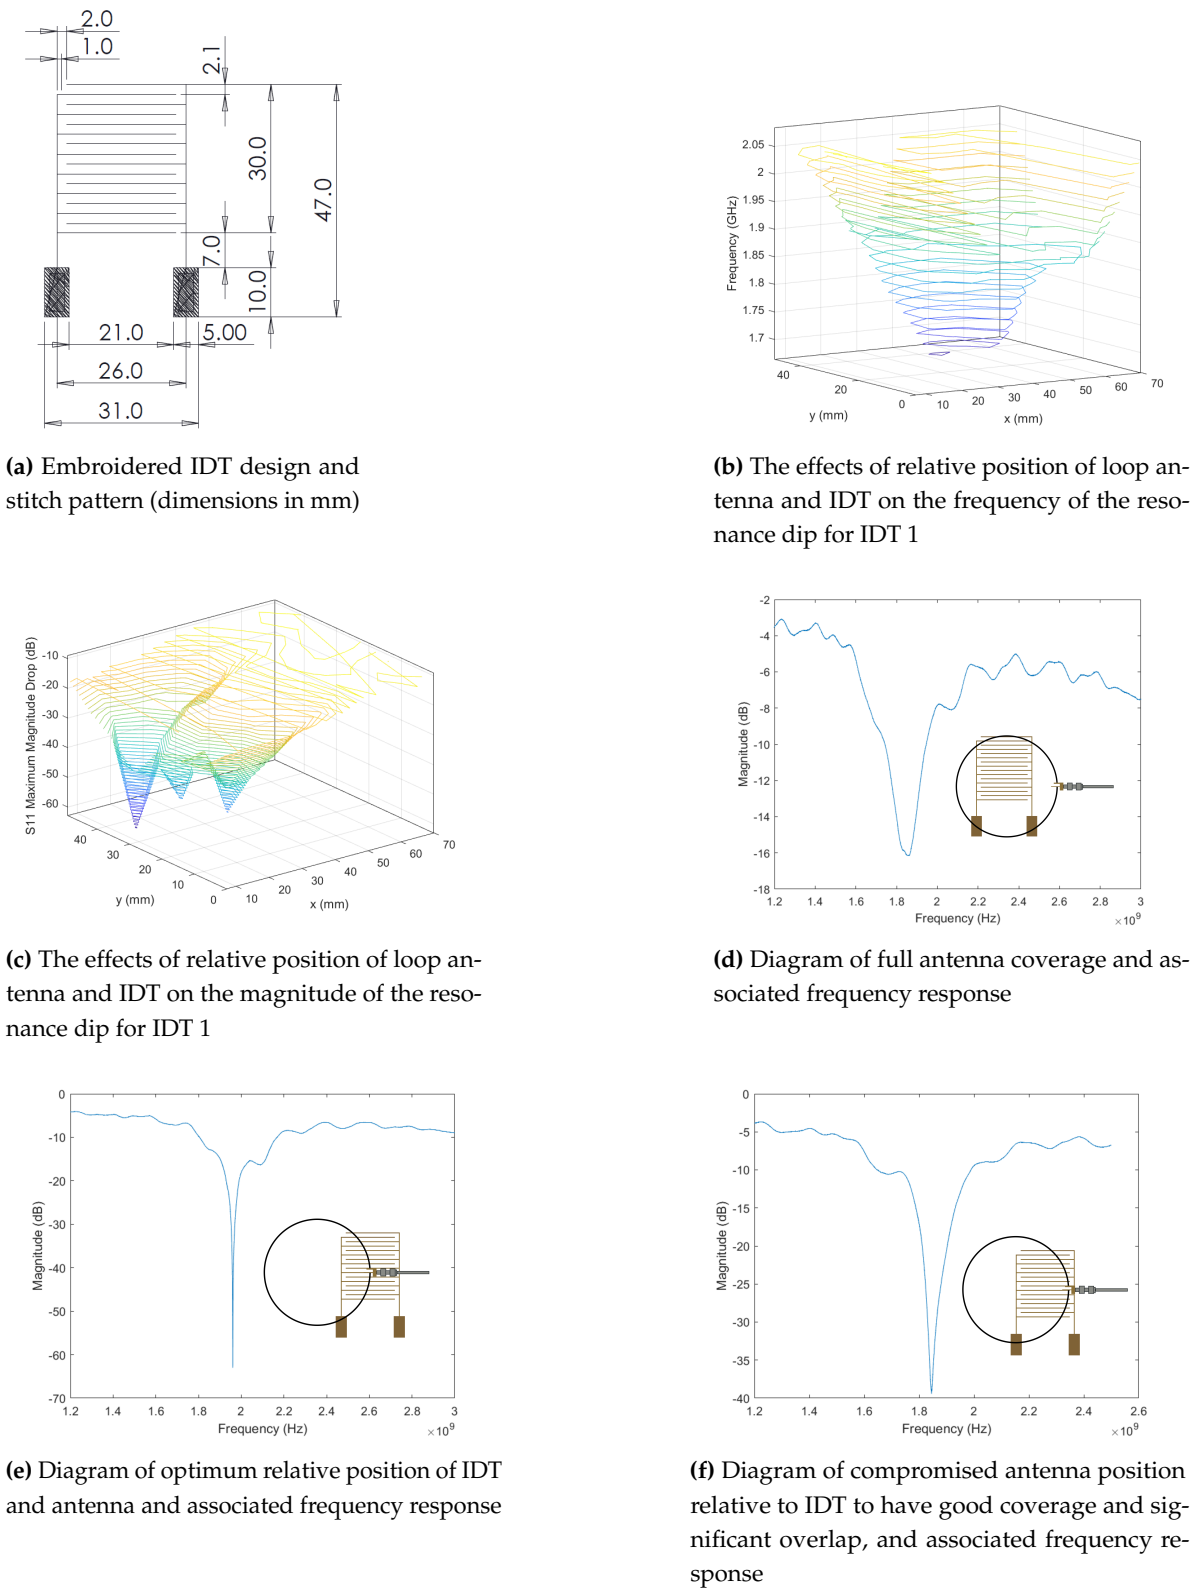 2.0
1.0
2.1
30.0
47.0
7.0
10.0
21.0
5.00
26.0
31.0
(a) Embroidered IDT design and
stitch pattern (dimensions in mm)
2.05
2
1.95
1.9
1.85
1.8
1.75
1.7
Frequency (GHz)
40
20
0
y (mm)
10
20
30
40
50
60
70
x (mm)
(b) The effects of relative position of loop an-
tenna and IDT on the frequency of the reso-
nance dip for IDT 1
-10
-20
-30
-40
-50
-60
S11 Maximum Magnitude Drop (dB)
40
30
20
10
0
y (mm)
10
20
30
40
50
60
70
x (mm)
(c) The effects of relative position of loop an-
tenna and IDT on the magnitude of the reso-
nance dip for IDT 1
-2
-4
-6
-8
-10
-12
-14
-16
-18
Magnitude (dB)
1.2 1.4 1.6 1.8 2 2.2 2.4 2.6 2.8 3
Frequency (Hz)
×10⁹
(d) Diagram of full antenna coverage and as-
sociated frequency response
0
-10
-20
-30
-40
-50
-60
-70
Magnitude (dB)
1.2 1.4 1.6 1.8 2 2.2 2.4 2.6 2.8 3
Frequency (Hz)
×10⁹
(e) Diagram of optimum relative position of IDT
and antenna and associated frequency response
0
-5
-10
-15
-20
-25
-30
-35
-40
Magnitude (dB)
1.2 1.4 1.6 1.8 2 2.2 2.4 2.6
Frequency (Hz)
×10⁹
(f) Diagram of compromised antenna position
relative to IDT to have good coverage and sig-
nificant overlap, and associated frequency re-
sponse